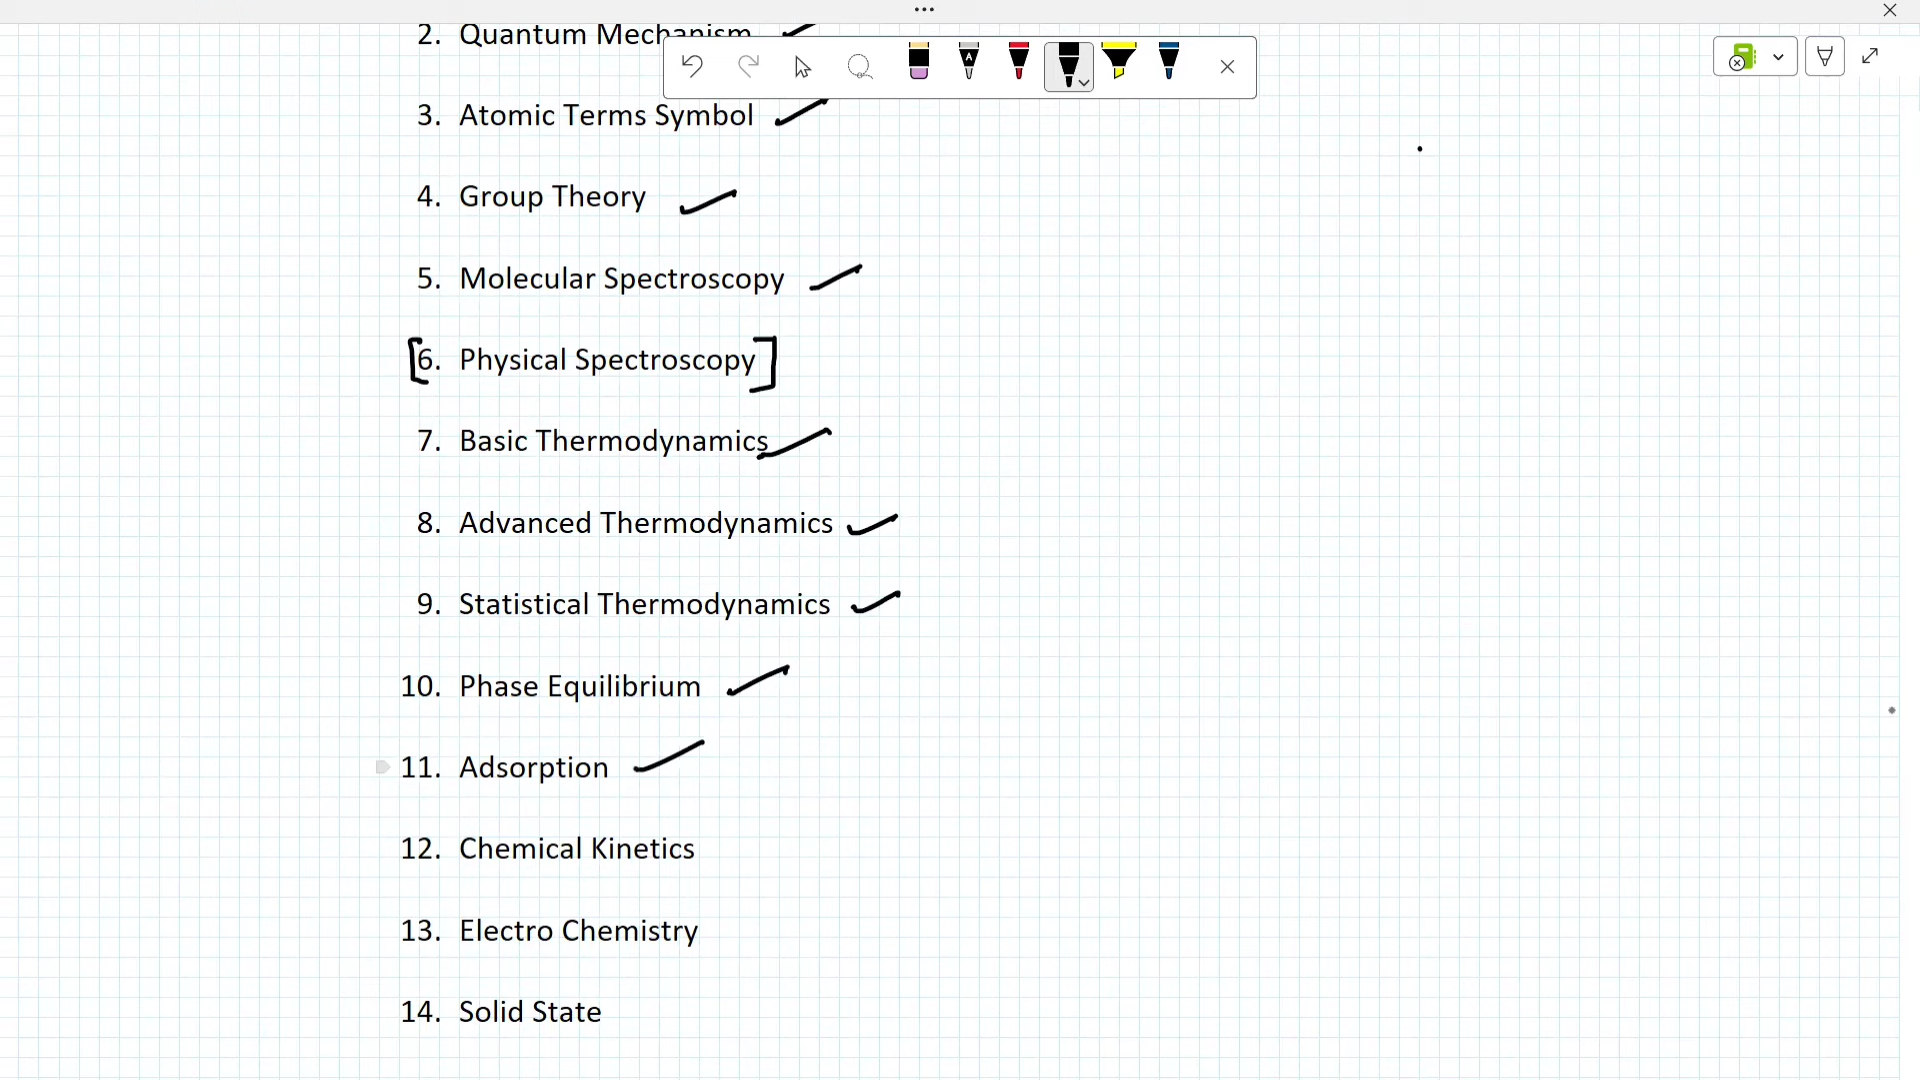 2. Quantum Mechanism
3. Atomic Terms Symbol
4. Group Theory
5. Molecular Spectroscopy
[6. Physical Spectroscopy]
7. Basic Thermodynamics
8. Advanced Thermodynamics
9. Statistical Thermodynamics
10. Phase Equilibrium
11. Adsorption
12. Chemical Kinetics
13. Electro Chemistry
14. Solid State